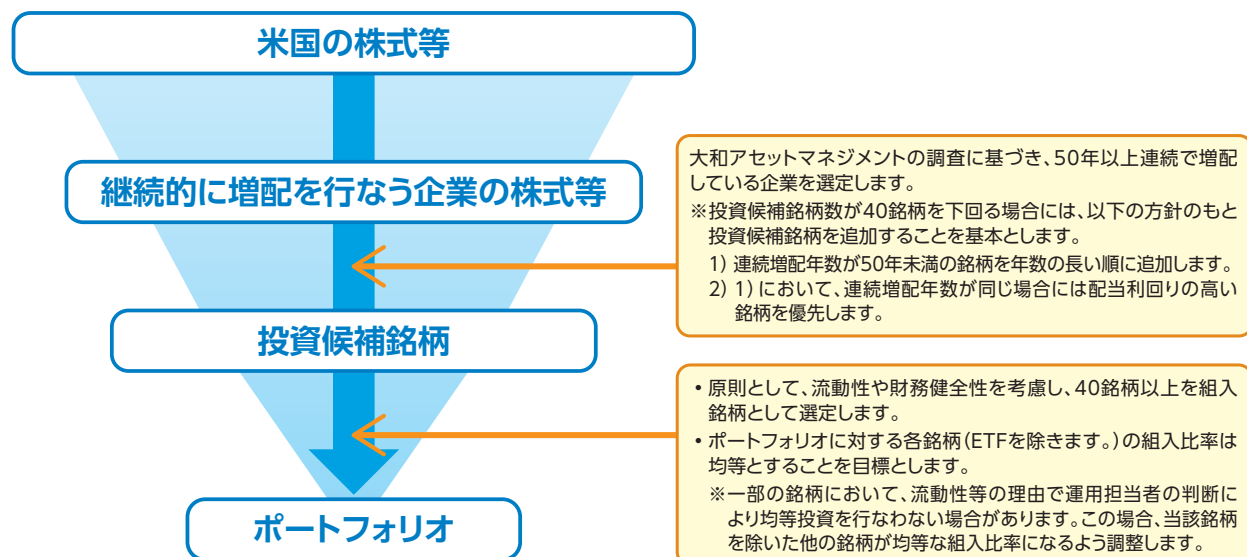 米国の株式等
継続的に増配を行なう企業の株式等
大和アセットマネジメントの調査に基づき、50年以上連続で増配
している企業を選定します。
※投資候補銘柄数が40銘柄を下回る場合には、以下の方針のもと
投資候補銘柄を追加することを基本とします。
1) 連続増配年数が50年未満の銘柄を年数の長い順に追加します。
2) 1) において、連続増配年数が同じ場合には配当利回りの高い
銘柄を優先します。
投資候補銘柄
• 原則として、流動性や財務健全性を考慮し、40銘柄以上を組入
銘柄として選定します。
• ポートフォリオに対する各銘柄(ETFを除きます。)の組入比率は
均等とすることを目標とします。
※一部の銘柄において、流動性等の理由で運用担当者の判断に
より均等投資を行なわない場合があります。この場合、当該銘柄
を除いた他の銘柄が均等な組入比率になるよう調整します。
ポートフォリオ